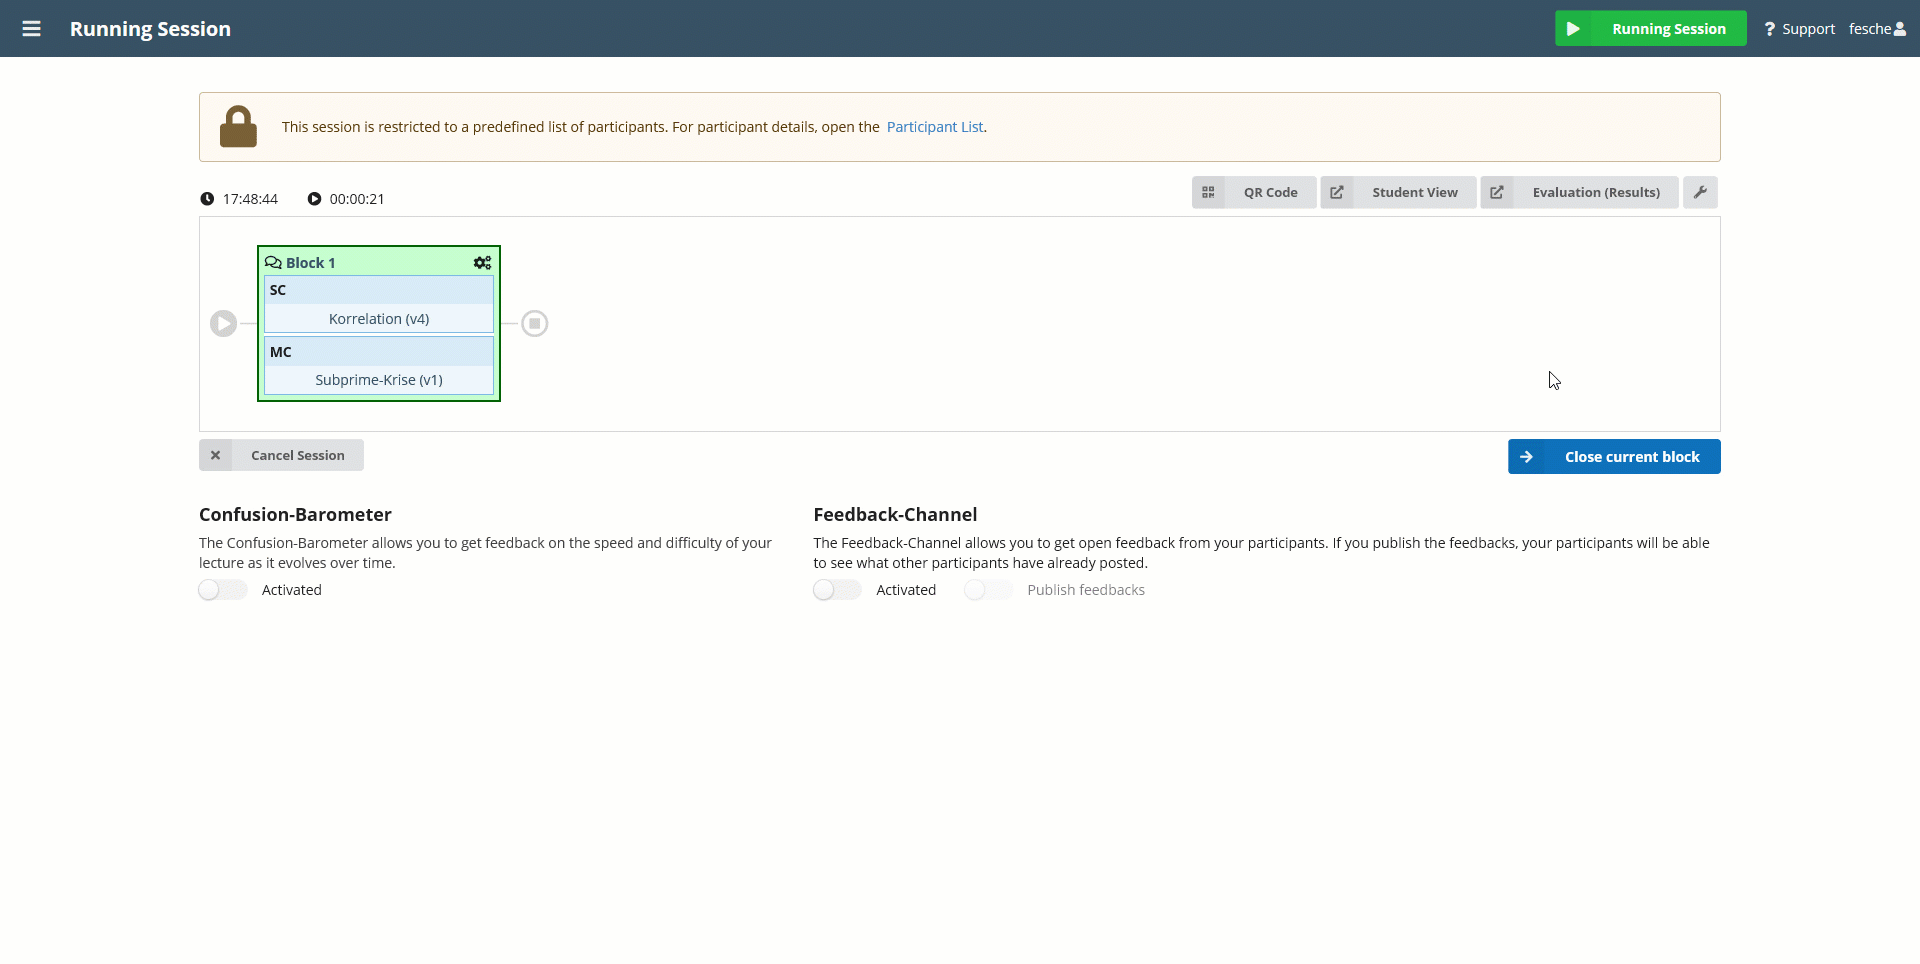 Running Session
Running Session
? Support
fesche
This session is restricted to a predefined list of participants. For participant details, open the Participant List.
17:48:44
00:00:21
QR Code
Student View
Evaluation (Results)
Block 1
SC
Korrelation (v4)
MC
Subprime-Krise (v1)
Cancel Session
Close current block
Confusion-Barometer
The Confusion-Barometer allows you to get feedback on the speed and difficulty of your
lecture as it evolves over time.
Activated
Feedback-Channel
The Feedback-Channel allows you to get open feedback from your participants. If you publish the feedbacks, your participants will be able
to see what other participants have already posted.
Activated
Publish feedbacks